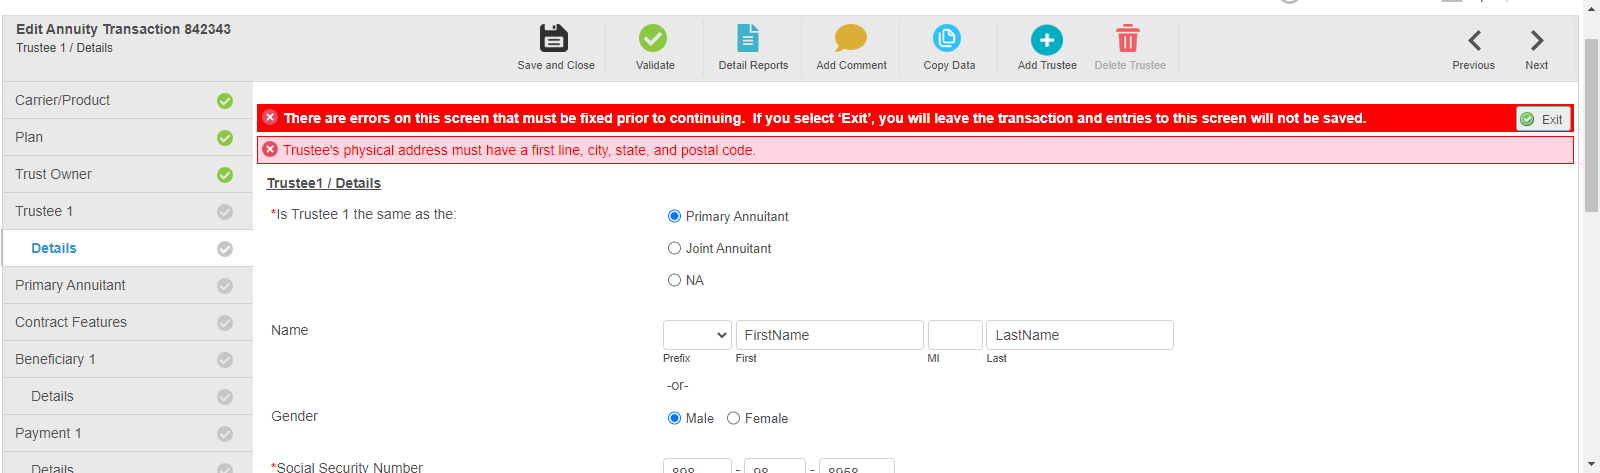 Edit Annuity Transaction 842343
Trustee 1 / Details
Save and Close
Validate
Detail Reports
Add Comment
Copy Data
Add Trustee
Delete Trustee
Previous
Next
Carrier/Product
Plan
Trust Owner
Trustee 1
Details
Primary Annuitant
Contract Features
Beneficiary 1
Details
Payment 1
Details
There are errors on this screen that must be fixed prior to continuing.  If you select ‘Exit’, you will leave the transaction and entries to this screen will not be saved.
Exit
Trustee's physical address must have a first line, city, state, and postal code.
Trustee1 / Details
*Is Trustee 1 the same as the:
Primary Annuitant
Joint Annuitant
NA
Name
FirstName
LastName
Prefix First MI Last
-or-
Gender
Male Female
*Social Security Number
898 - 98 - 8958